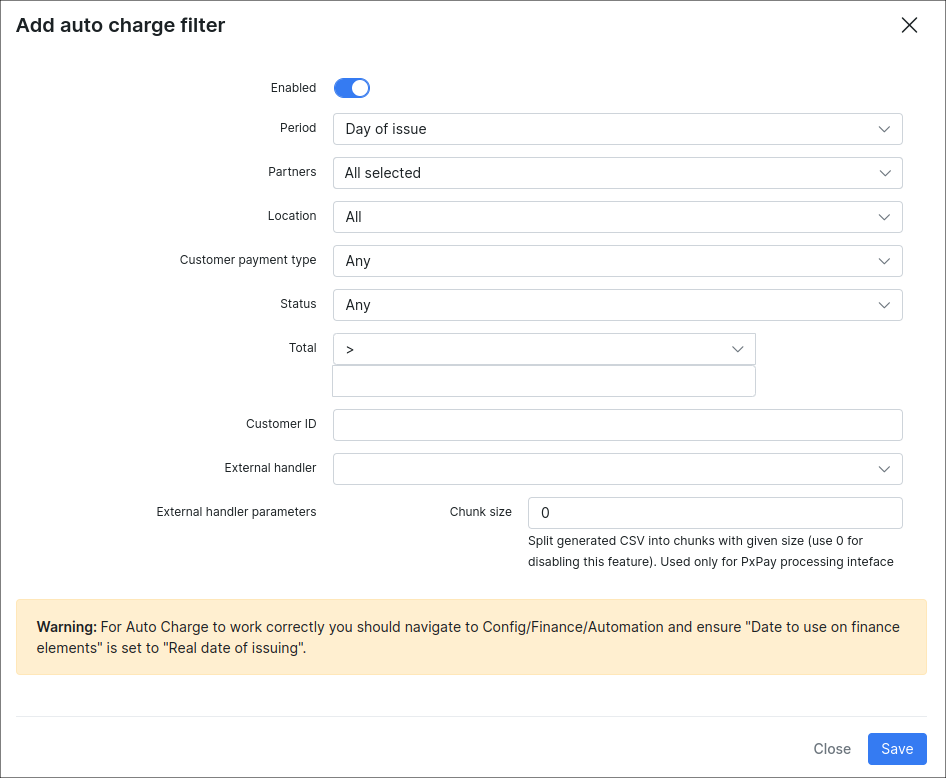 Add auto charge filter
Enabled
Period
Day of issue
Partners
All selected
Location
All
Customer payment type
Any
Status
Any
Total
>
Customer ID
External handler
External handler parameters
Chunk size
0
Split generated CSV into chunks with given size (use 0 for
disabling this feature). Used only for PxPay processing inteface
Warning: For Auto Charge to work correctly you should navigate to Config/Finance/Automation and ensure "Date to use on finance
elements" is set to "Real date of issuing".
Close
Save